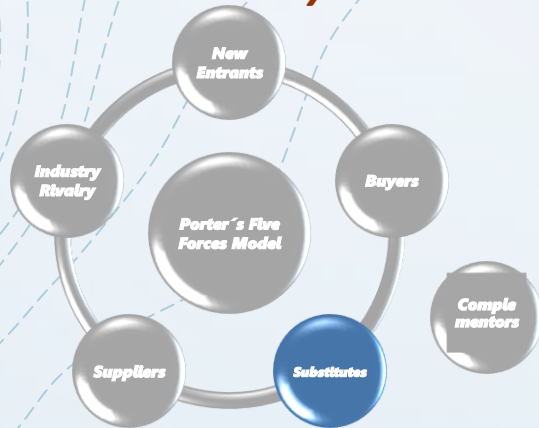 New
Entrants
Industry
Rivalry
Buyers
Porter´s Five
Forces Model
Comple
mentors
Suppliers
Substitutes